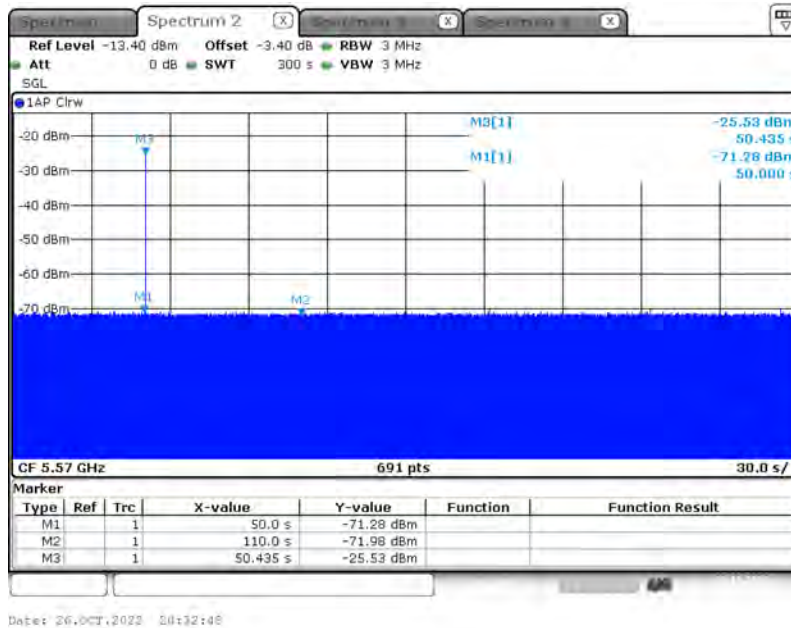 Spectrum
Spectrum 2 X
X
X
Ref Level -13.40 dBm Offset -3.40 dB RBW 3 MHz
Att 0 dB SWT 300 s VBW 3 MHz
SGL
1AP Clrw
M3[1] -25.53 dBm
-20 dBm
M3
50.435 s
M1[1] -71.28 dBm
-30 dBm
50.000 s
-40 dBm
-50 dBm
-60 dBm
M1 M2
-70 dBm
CF 5.57 GHz 691 pts 30.0 s/
Marker
Type Ref Trc X-value Y-value Function Function Result
M1 1 50.0 s -71.28 dBm
M2 1 110.0 s -71.98 dBm
M3 1 50.435 s -25.53 dBm
Date: 26.OCT.2022 20:32:48